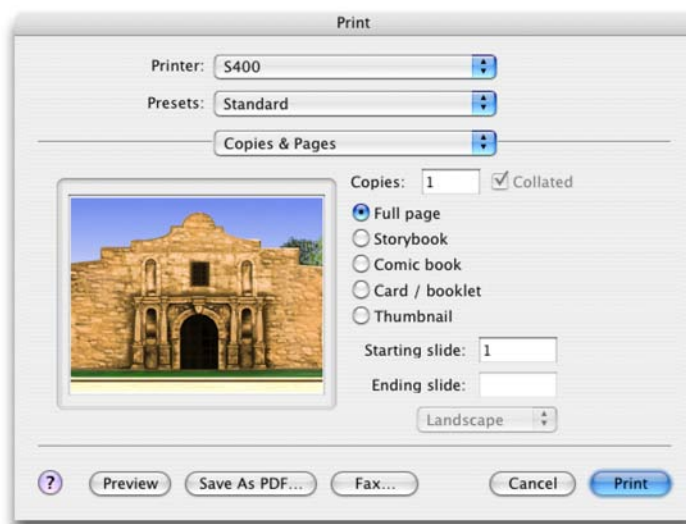 Print
Printer: S400
Presets: Standard
Copies & Pages
Copies: 1 Collated
Full page
Storybook
Comic book
Card / booklet
Thumbnail
Starting slide: 1
Ending slide:
Landscape
? Preview Save As PDF... Fax... Cancel Print